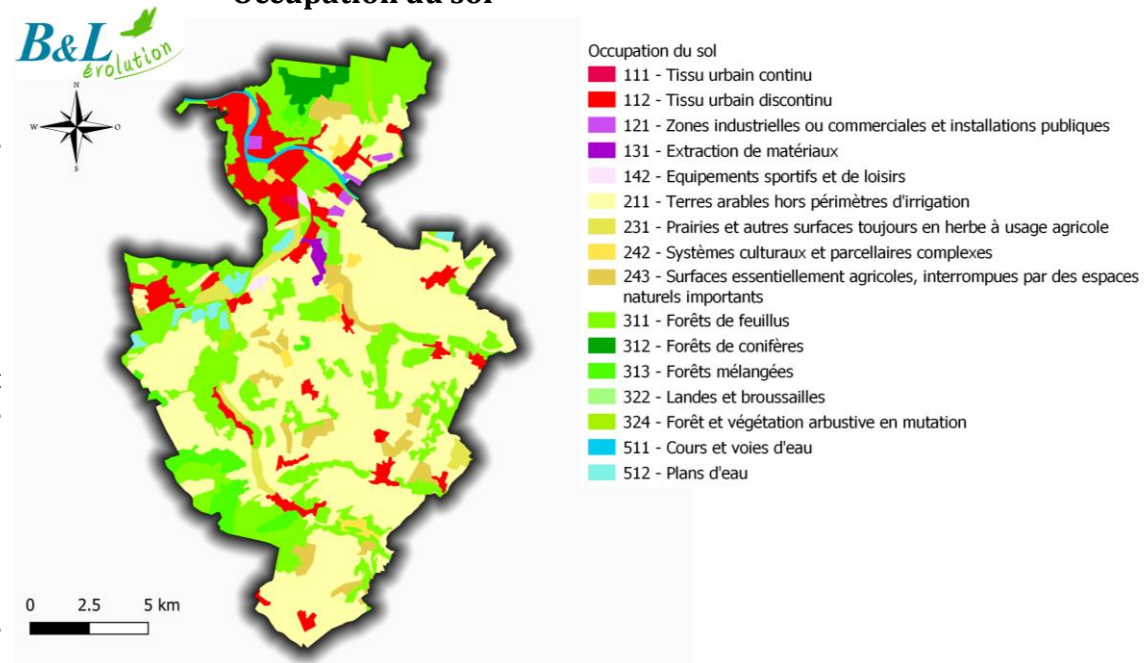 Occupation du sol
B&L
évolution
N
W
O
S
Occupation du sol
111 - Tissu urbain continu
112 - Tissu urbain discontinu
121 - Zones industrielles ou commerciales et installations publiques
131 - Extraction de matériaux
142 - Equipements sportifs et de loisirs
211 - Terres arables hors périmètres d'irrigation
231 - Prairies et autres surfaces toujours en herbe à usage agricole
242 - Systèmes culturaux et parcellaires complexes
243 - Surfaces essentiellement agricoles, interrompues par des espaces
naturels importants
311 - Forêts de feuillus
312 - Forêts de conifères
313 - Forêts mélangées
322 - Landes et broussailles
324 - Forêt et végétation arbustive en mutation
511 - Cours et voies d'eau
512 - Plans d'eau
0 2.5 5 km